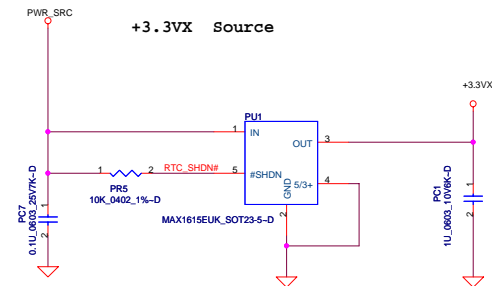 PWR_SRC
+3.3VX Source
+3.3VX
PU1
1 IN
OUT 3
1 2 RTC_SHDN# 5 #SHDN
5/3+ 4
GND
2
PR5
10K_0402_1%~D
MAX1615EUK_SOT23-5~D
1
2
PC7
0.1U_0603_25V7K~D
1
2
PC1
1U_0603_10V6K~D